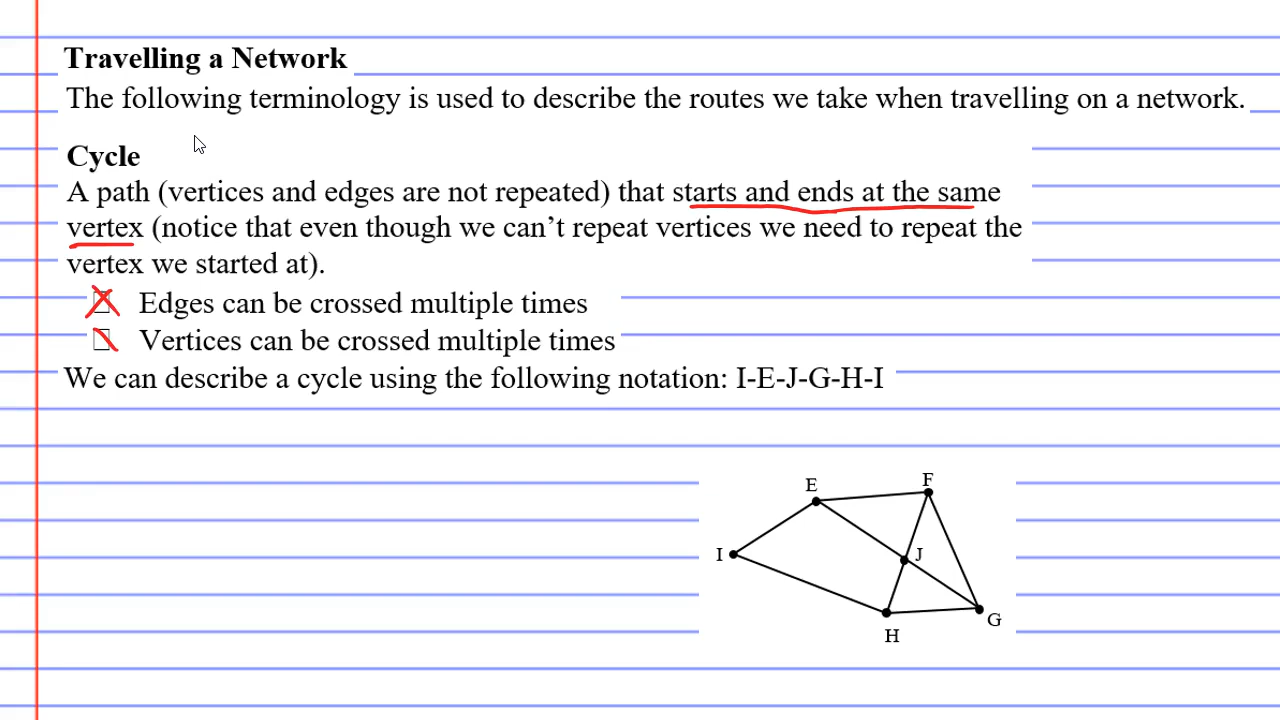 Travelling a Network
The following terminology is used to describe the routes we take when travelling on a network.
Cycle
A path (vertices and edges are not repeated) that starts and ends at the same
vertex (notice that even though we can’t repeat vertices we need to repeat the
vertex we started at).
Edges can be crossed multiple times
Vertices can be crossed multiple times
We can describe a cycle using the following notation: I-E-J-G-H-I
E
F
I
J
G
H